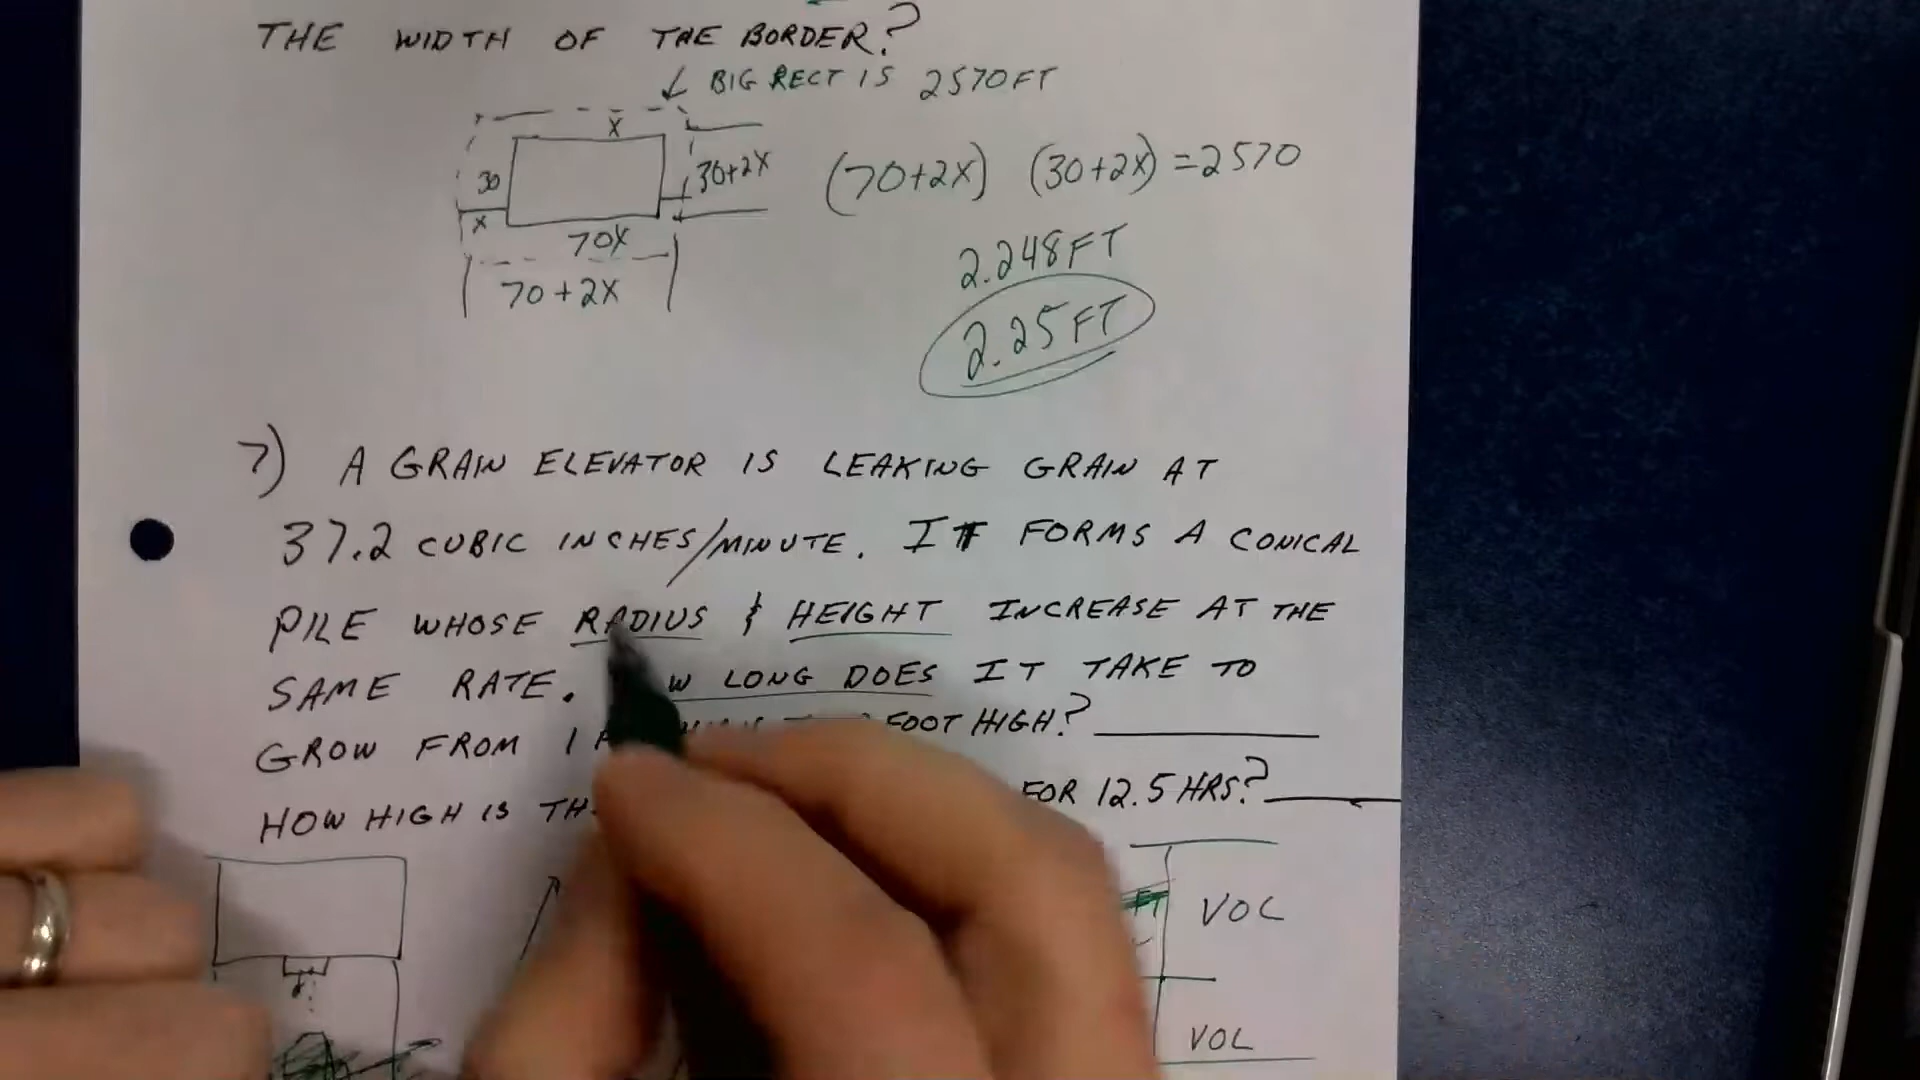 THE WIDTH OF THE BORDER?
BIG RECT IS 2570FT
X
30
30+2X
(70+2X) (30+2X) = 2570
X
70X
70+2X
2.248FT
2.25FT
7) A GRAIN ELEVATOR IS LEAKING GRAIN AT
37.2 CUBIC INCHES/MINUTE. IT FORMS A CONICAL
PILE WHOSE RADIUS & HEIGHT INCREASE AT THE
SAME RATE. W LONG DOES IT TAKE TO
GROW FROM 1 FOOT HIGH?
HOW HIGH IS FOR 12.5 HRS?
FT VOL
VOL